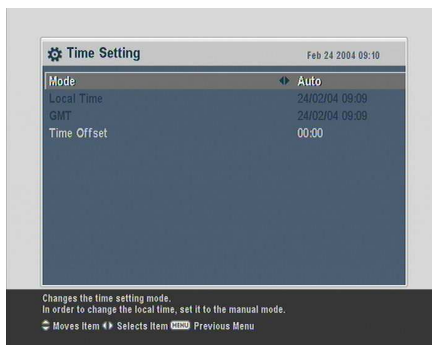 Time Setting Feb 24 2004 09:10
Mode Auto
Local Time 24/02/04 09:09
GMT 24/02/04 09:09
Time Offset 00:00
Changes the time setting mode.
In order to change the local time, set it to the manual mode.
Moves Item Selects Item MENU Previous Menu